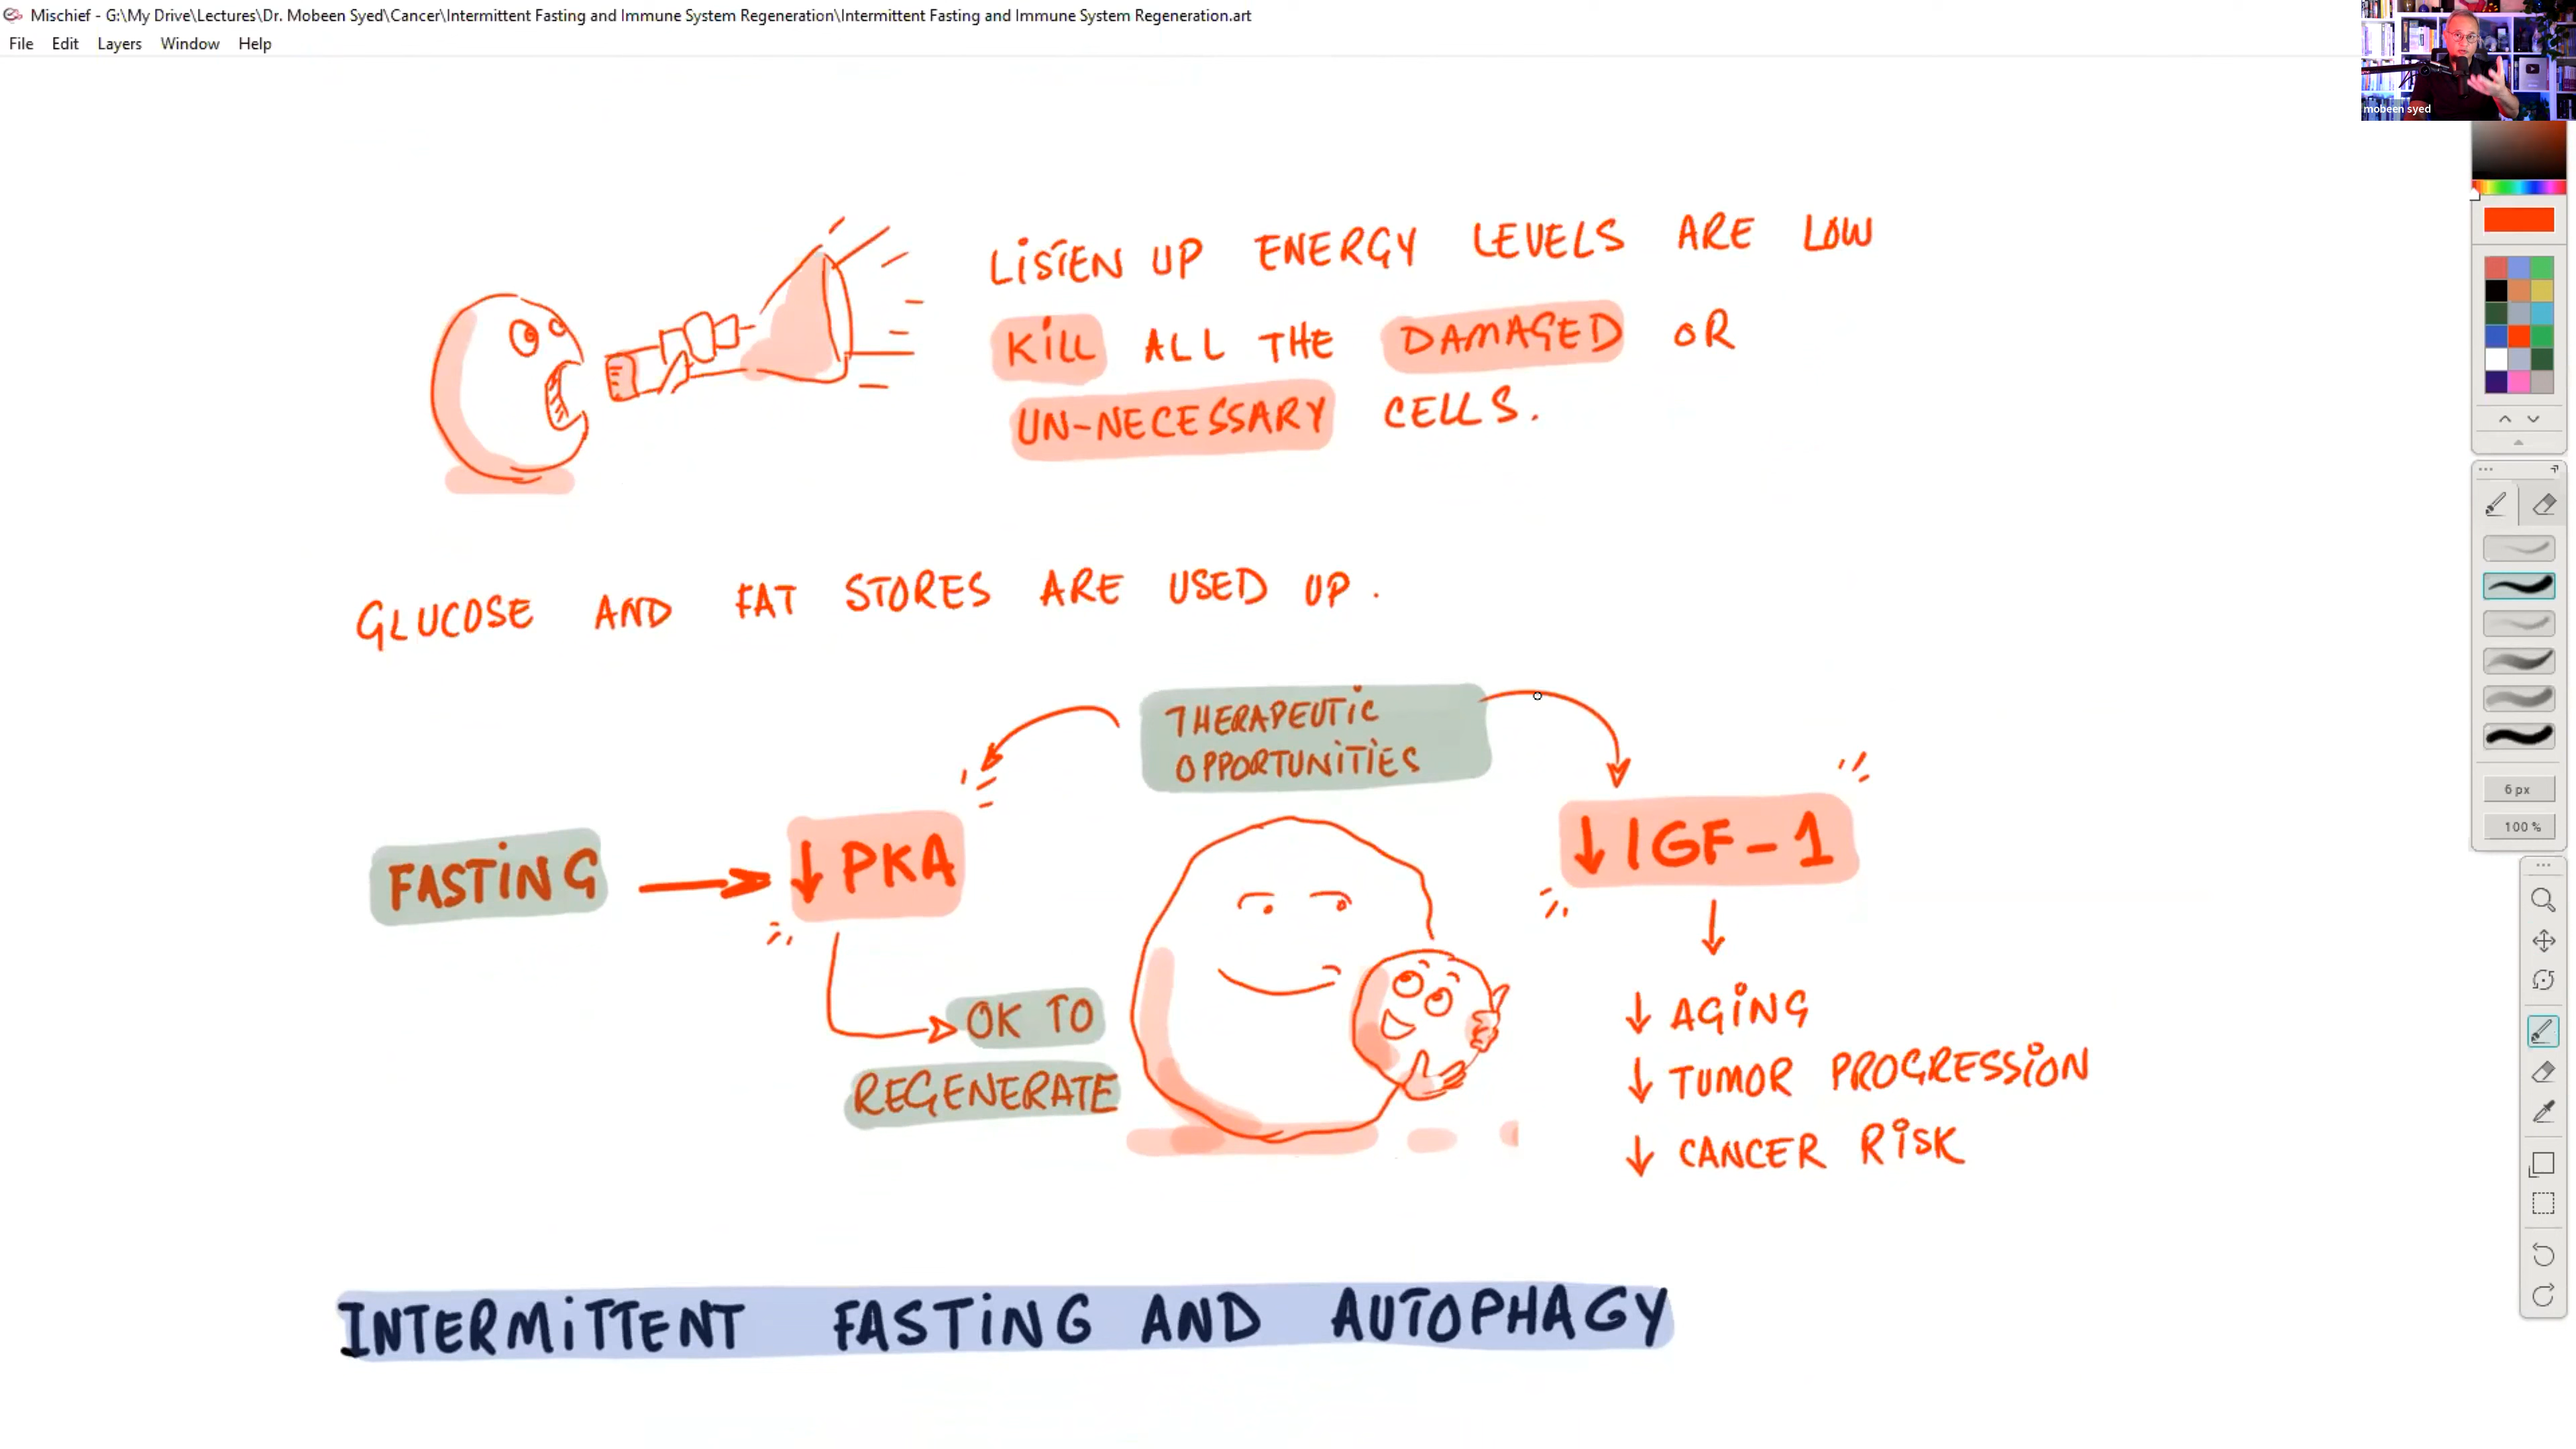 Mischief - G:\My Drive\Lectures\Dr. Mobeen Syed\Cancer\Intermittent Fasting and Immune System Regeneration\Intermittent Fasting and Immune System Regeneration.art
File Edit Layers Window Help
mobeen syed
LISTEN UP ENERGY LEVELS ARE LOW
KILL ALL THE DAMAGED OR
UN-NECESSARY CELLS.
GLUCOSE AND FAT STORES ARE USED UP.
THERAPEUTIC
OPPORTUNITIES
FASTING
↓ PKA
OK TO
REGENERATE
↓ IGF-1
↓ AGING
↓ TUMOR PROGRESSION
↓ CANCER RISK
6 px
100 %
INTERMITTENT FASTING AND AUTOPHAGY